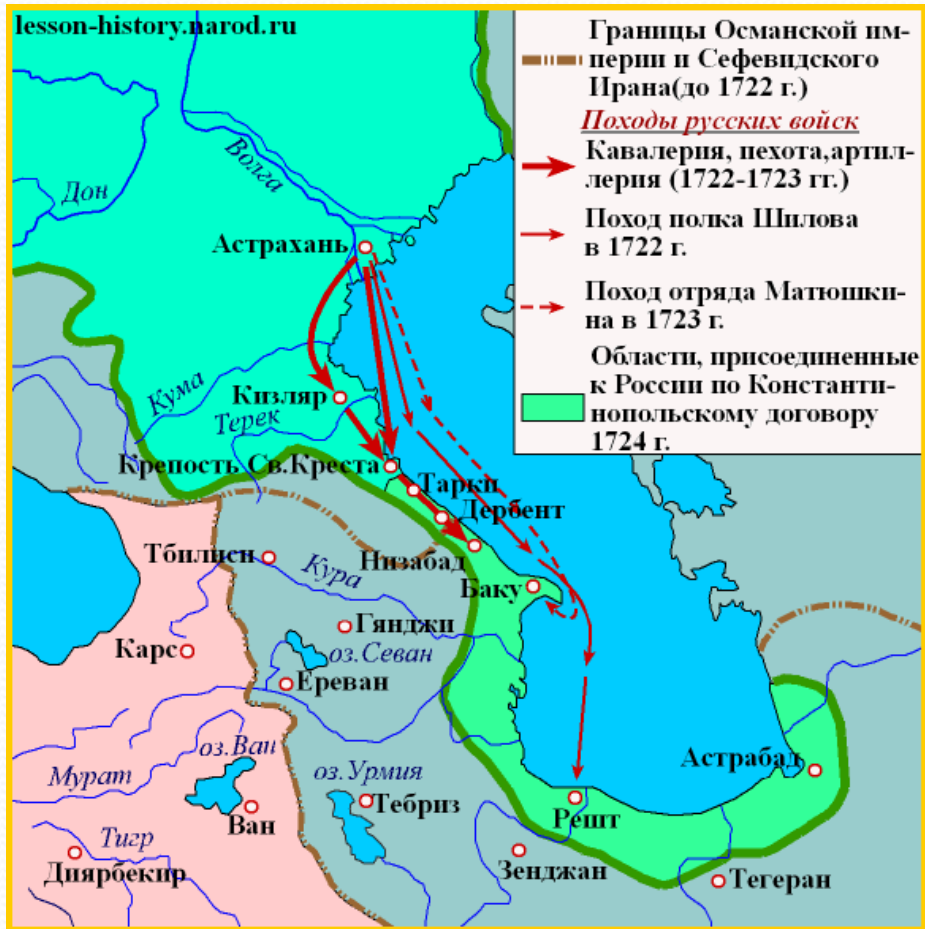 lesson-history.narod.ru
Границы Османской им-
перии и Сефевидского
Ирана(до 1722 г.)
Походы русских войск
Кавалерия, пехота,артил-
лерия (1722-1723 гг.)
Поход полка Шилова
в 1722 г.
Поход отряда Матюшки-
на в 1723 г.
Области, присоединенные
к России по Константи-
нопольскому договору
1724 г.
Волга
Дон
Астрахань
Кума
Кизляр
Терек
Крепость Св.Креста
Тарки
Дербент
Низабад
Тбилиси
Кура
Баку
Гянджи
Карс
оз.Севан
Ереван
оз.Ван
Мурат
оз.Урмия
Астрабад
Тебриз
Ван
Решт
Тигр
Диярбекир
Зенджан
Тегеран